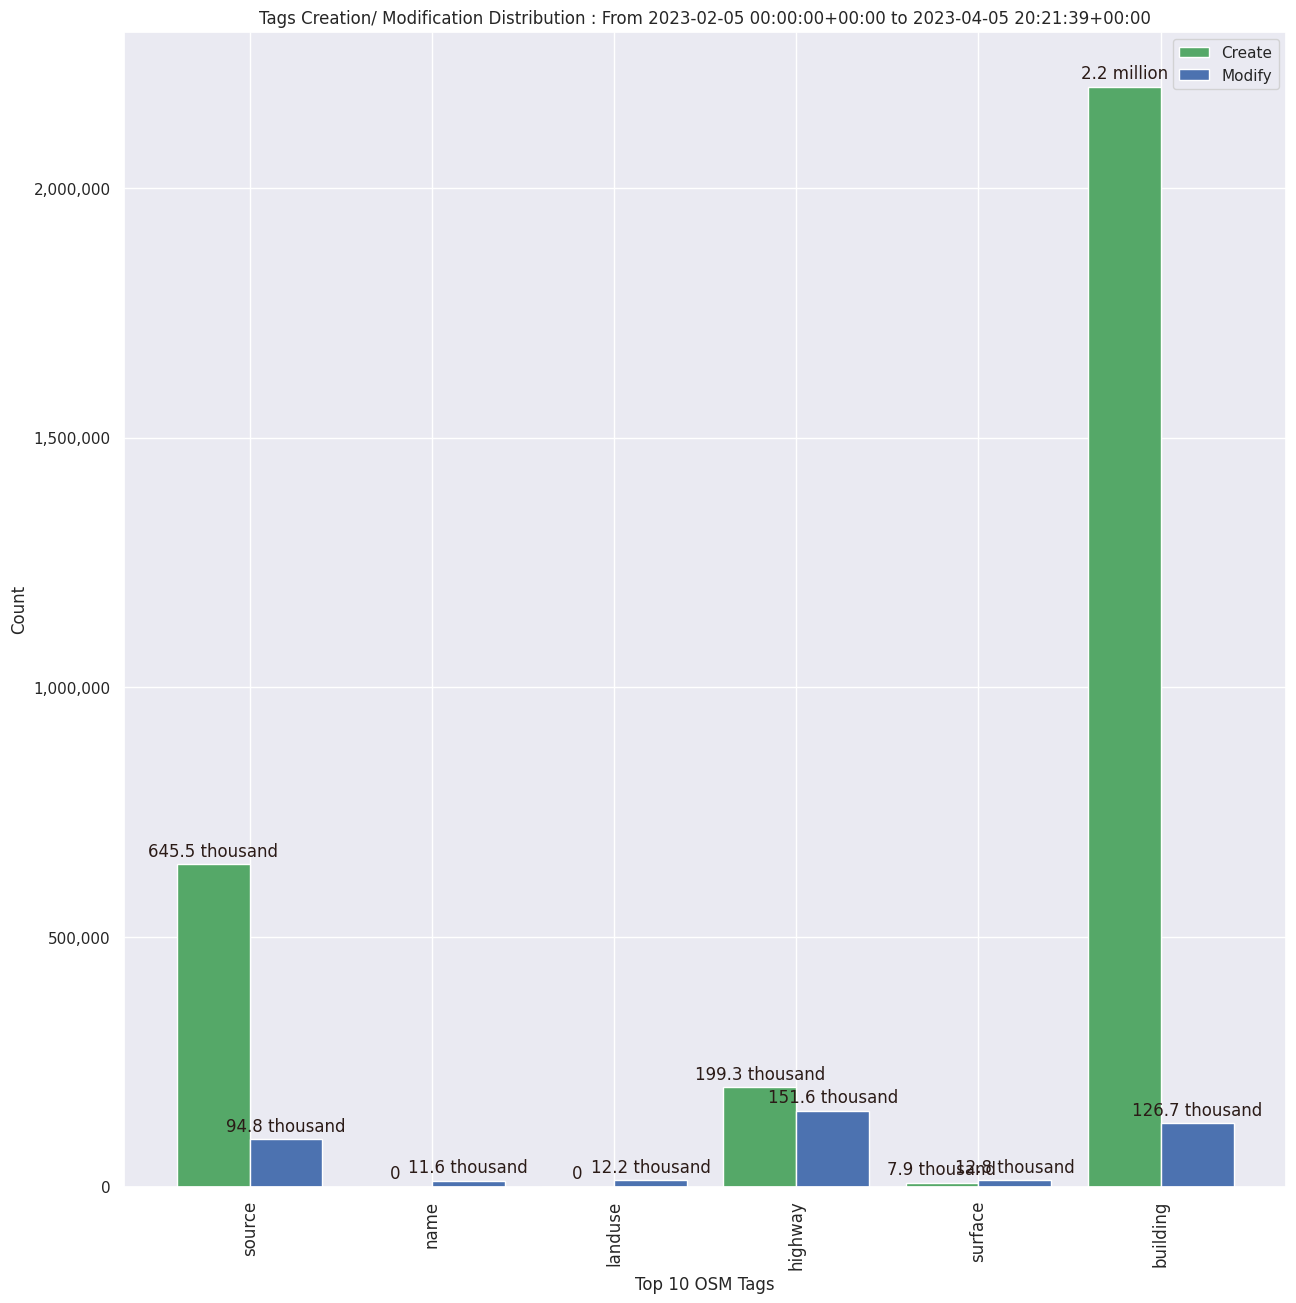 Tags Creation/ Modification Distribution : From 2023-02-05 00:00:00+00:00 to 2023-04-05 20:21:39+00:00
Create
Modify
2.2 million
2,000,000
1,500,000
1,000,000
645.5 thousand
500,000
199.3 thousand
151.6 thousand
126.7 thousand
94.8 thousand
0
11.6 thousand
0
12.2 thousand
7.9 thousand
12.8 thousand
0
Count
source
name
landuse
highway
surface
building
Top 10 OSM Tags